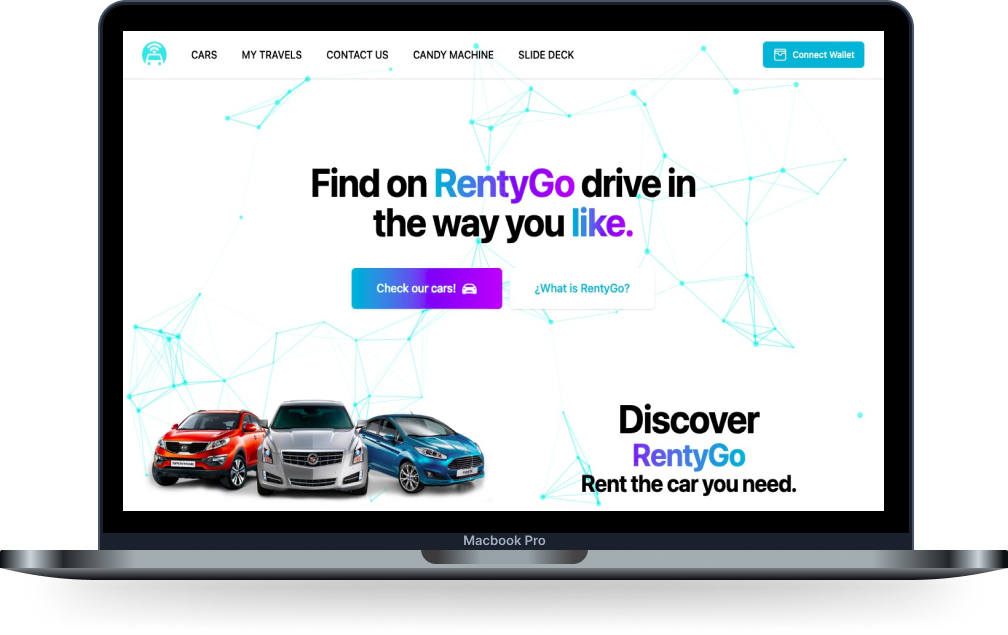 CARS MY TRAVELS CONTACT US CANDY MACHINE SLIDE DECK Connect Wallet
Find on RentyGo drive in
the way you like.
Check our cars! ¿What is RentyGo?
Discover
RentyGo
Rent the car you need.
Macbook Pro